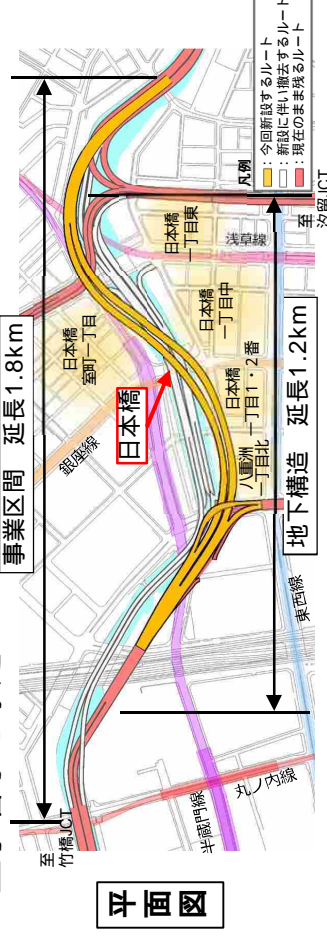 平面図
事業区間　延長1.8km
至
竹橋JCT
銀座線
日本橋
室町一丁目
日本橋
日本橋
一丁目東
日本橋
一丁目中
浅草線
日本橋
一丁目1・2番
八重洲
一丁目北
半蔵門線
丸ノ内線
東西線
地下構造　延長1.2km
至
汐留JCT
凡例
：今回新設するルート
：新設に伴い撤去するルート
：現在のまま残るルート